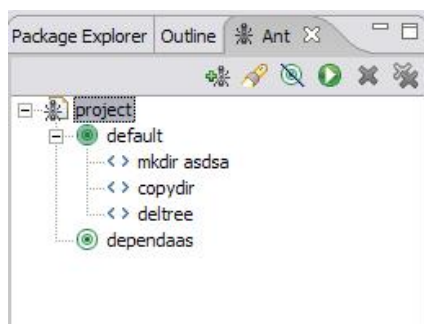 Package Explorer Outline Ant
project
default
mkdir asdsa
copydir
deltree
dependaas